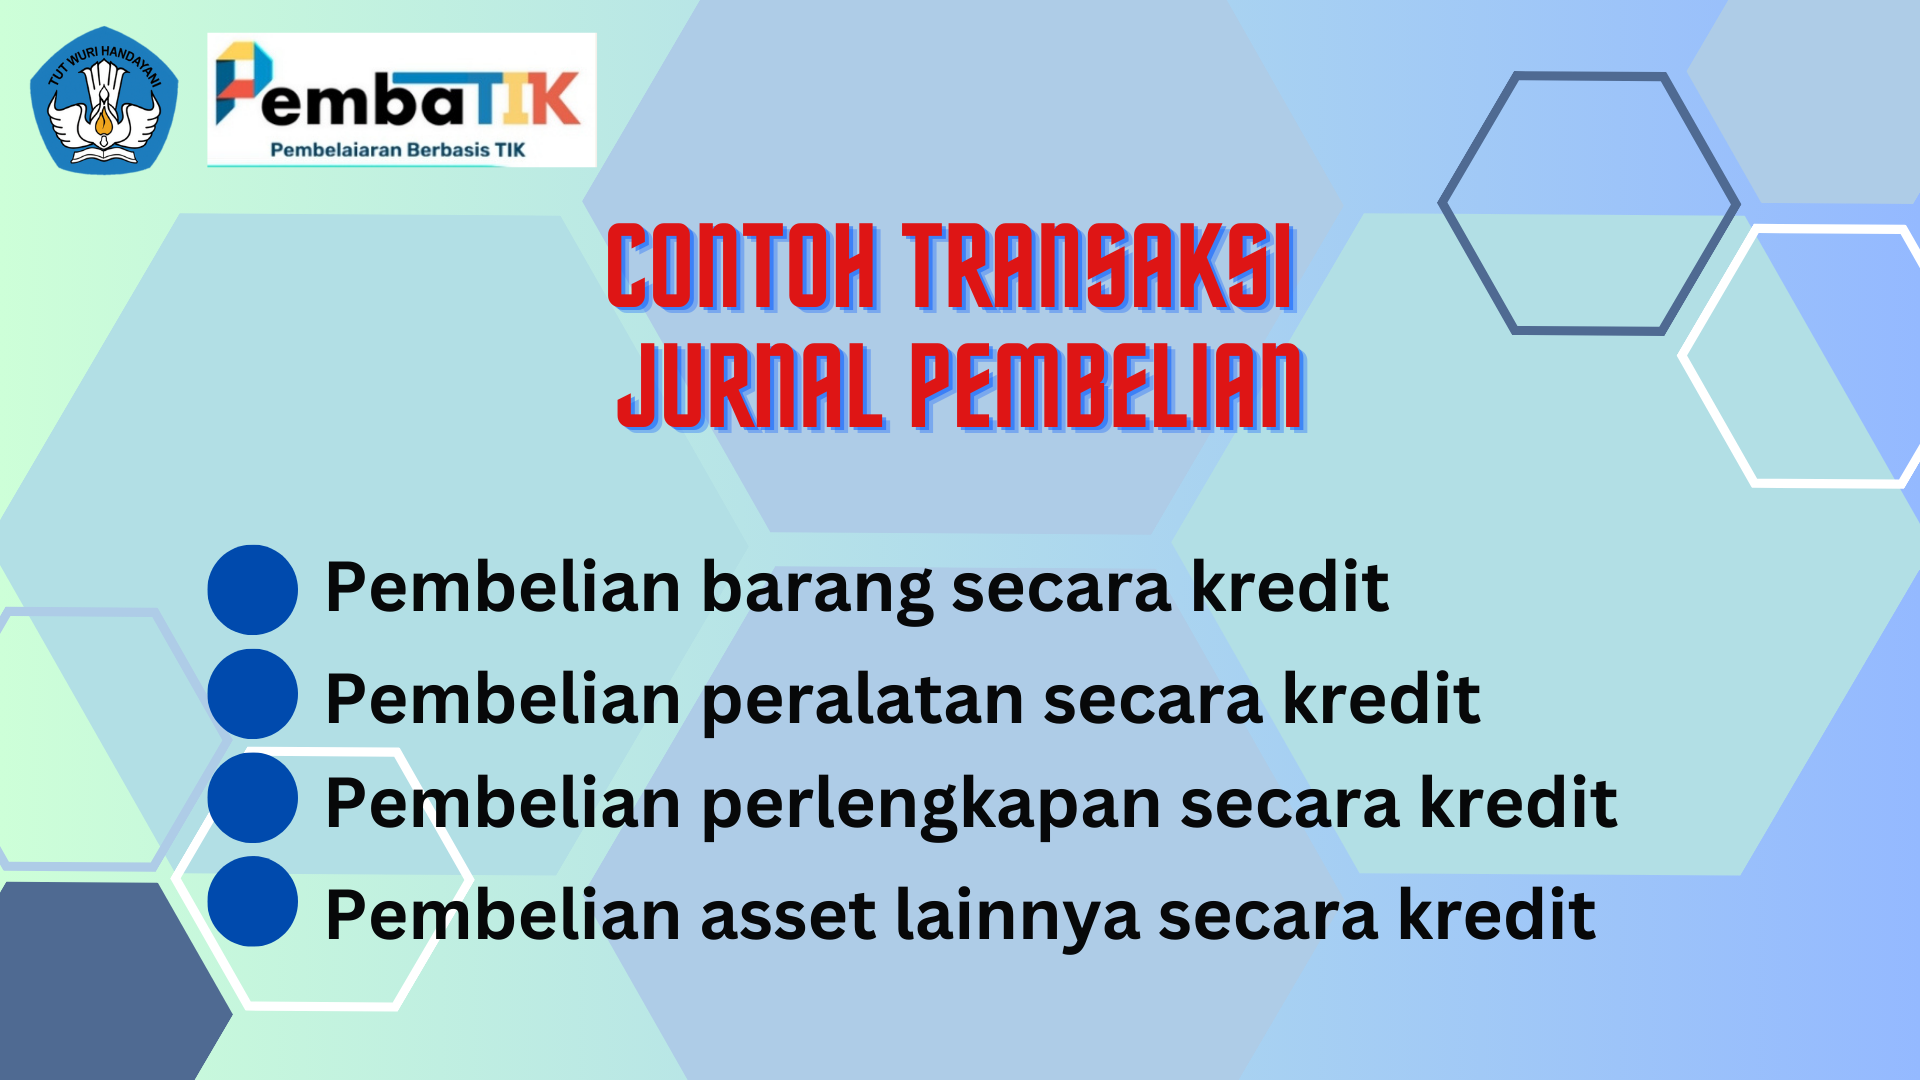 TUT WURI HANDAYANI
PembaTIK
Pembelaiaran Berbasis TIK
CONTOH TRANSAKSI
JURNAL PEMBELIAN
Pembelian barang secara kredit
Pembelian peralatan secara kredit
Pembelian perlengkapan secara kredit
Pembelian asset lainnya secara kredit